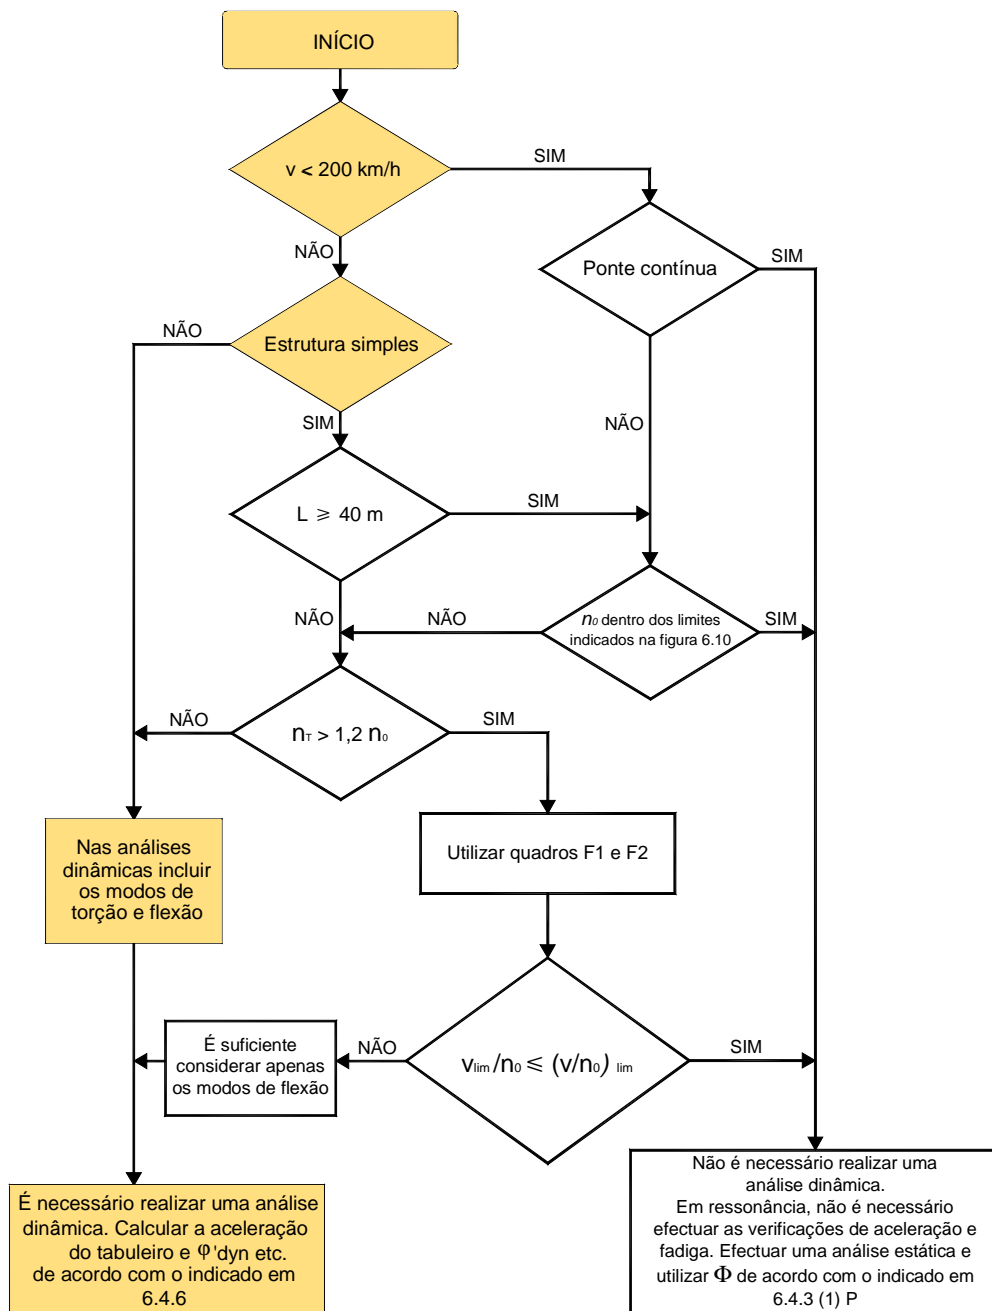 INÍCIO
v < 200 km/h
SIM
NÃO
Ponte contínua
SIM
NÃO
Estrutura simples
SIM
NÃO
L ≥ 40 m
SIM
NÃO
NÃO
n₀ dentro dos limites
indicados na figura 6.10
SIM
NÃO
nT > 1,2 n₀
SIM
Nas análises
dinâmicas incluir
os modos de
torção e flexão
Utilizar quadros F1 e F2
É suficiente
considerar apenas
os modos de flexão
NÃO
vlim/n₀ ≤ (v/n₀) lim
SIM
É necessário realizar uma análise
dinâmica. Calcular a aceleração
do tabuleiro e φ'dyn etc.
de acordo com o indicado em
6.4.6
Não é necessário realizar uma
análise dinâmica.
Em ressonância, não é necessário
efectuar as verificações de aceleração e
fadiga. Efectuar uma análise estática e
utilizar Φ de acordo com o indicado em
6.4.3 (1) P